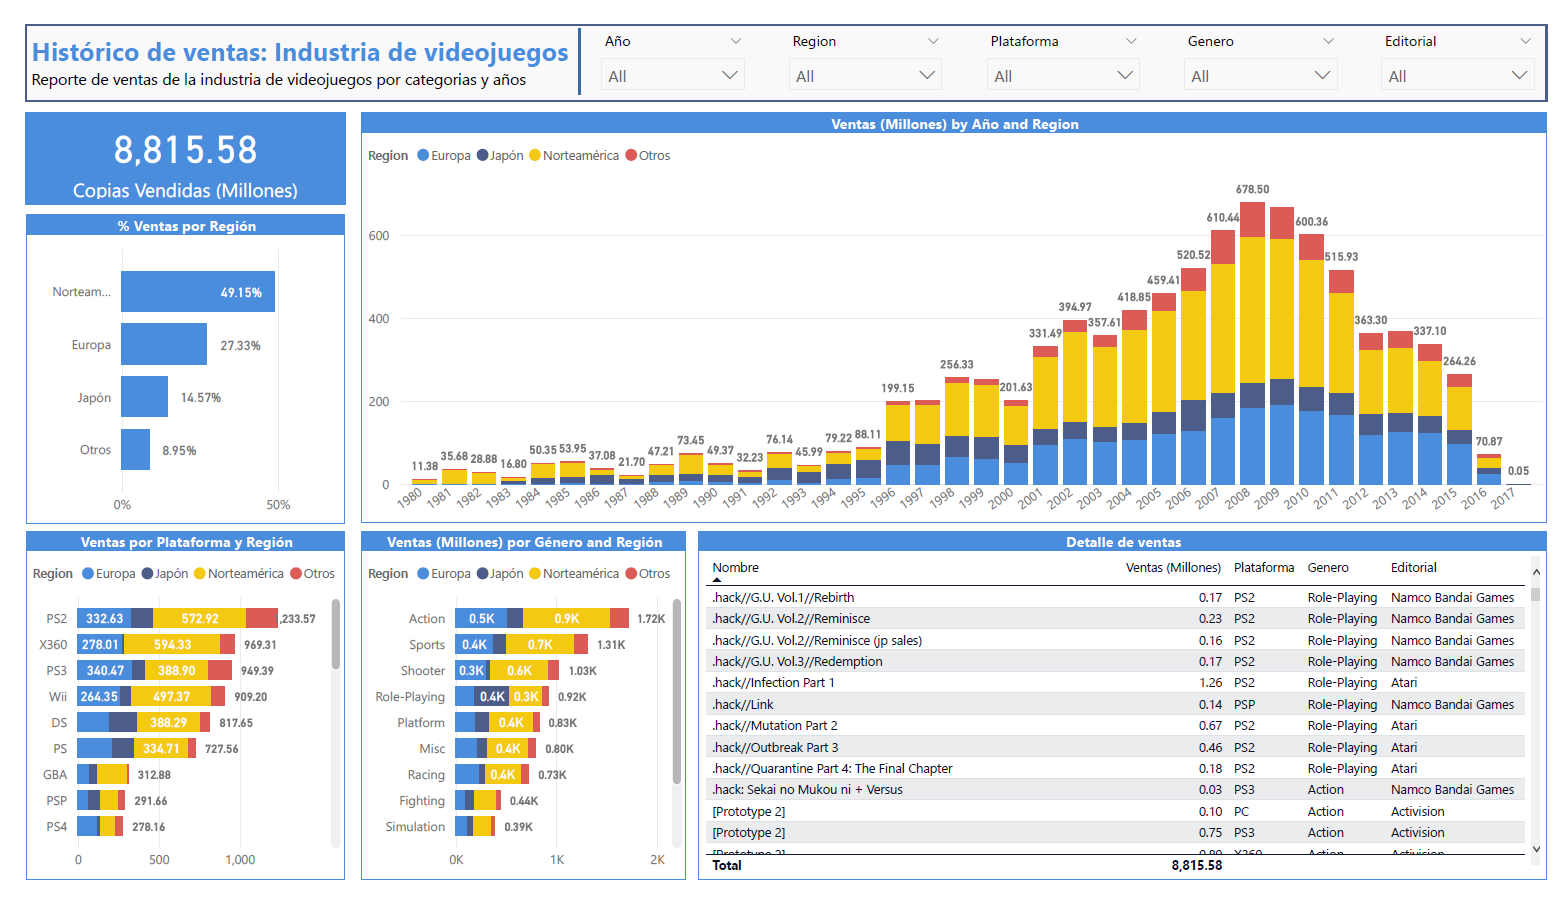 Histórico de ventas: Industria de videojuegos
Reporte de ventas de la industria de videojuegos por categorias y años
Año Region Plataforma Genero Editorial
All All All All All
8,815.58
Copias Vendidas (Millones)
% Ventas por Región
Norteam... 49.15%
Europa 27.33%
Japón 14.57%
Otros 8.95%
0% 50%
Ventas (Millones) by Año and Region
Region Europa Japón Norteamérica Otros
600
400
200
0
11.38 35.68 28.88 16.80 50.35 53.95 37.08 21.70 47.21 73.45 49.37 32.23 76.14 45.99 79.22 88.11 199.15 256.33 201.63 331.49 394.97 357.61 418.85 459.41 520.52 610.44 678.50 600.36 515.93 363.30 337.10 264.26 70.87 0.05
1980 1981 1982 1983 1984 1985 1986 1987 1988 1989 1990 1991 1992 1993 1994 1995 1996 1997 1998 1999 2000 2001 2002 2003 2004 2005 2006 2007 2008 2009 2010 2011 2012 2013 2014 2015 2016 2017
Ventas por Plataforma y Región
Region Europa Japón Norteamérica Otros
PS2 332.63 572.92 1,233.57
X360 278.01 594.33 969.31
PS3 340.47 388.90 949.39
Wii 264.35 497.37 909.20
DS 388.29 817.65
PS 334.71 727.56
GBA 312.88
PSP 291.66
PS4 278.16
0 500 1,000
Ventas (Millones) por Género and Región
Region Europa Japón Norteamérica Otros
Action 0.5K 0.9K 1.72K
Sports 0.4K 0.7K 1.31K
Shooter 0.3K 0.6K 1.03K
Role-Playing 0.4K 0.3K 0.92K
Platform 0.4K 0.83K
Misc 0.4K 0.80K
Racing 0.4K 0.73K
Fighting 0.44K
Simulation 0.39K
0K 1K 2K
Detalle de ventas
Nombre Ventas (Millones) Plataforma Genero Editorial
.hack//G.U. Vol.1//Rebirth 0.17 PS2 Role-Playing Namco Bandai Games
.hack//G.U. Vol.2//Reminisce 0.23 PS2 Role-Playing Namco Bandai Games
.hack//G.U. Vol.2//Reminisce (jp sales) 0.16 PS2 Role-Playing Namco Bandai Games
.hack//G.U. Vol.3//Redemption 0.17 PS2 Role-Playing Namco Bandai Games
.hack//Infection Part 1 1.26 PS2 Role-Playing Atari
.hack//Link 0.14 PSP Role-Playing Namco Bandai Games
.hack//Mutation Part 2 0.67 PS2 Role-Playing Atari
.hack//Outbreak Part 3 0.46 PS2 Role-Playing Atari
.hack//Quarantine Part 4: The Final Chapter 0.18 PS2 Role-Playing Atari
.hack: Sekai no Mukou ni + Versus 0.03 PS3 Action Namco Bandai Games
[Prototype 2] 0.10 PC Action Activision
[Prototype 2] 0.75 PS3 Action Activision
[Prototype 2] 0.80 X360 Action Activision
Total 8,815.58